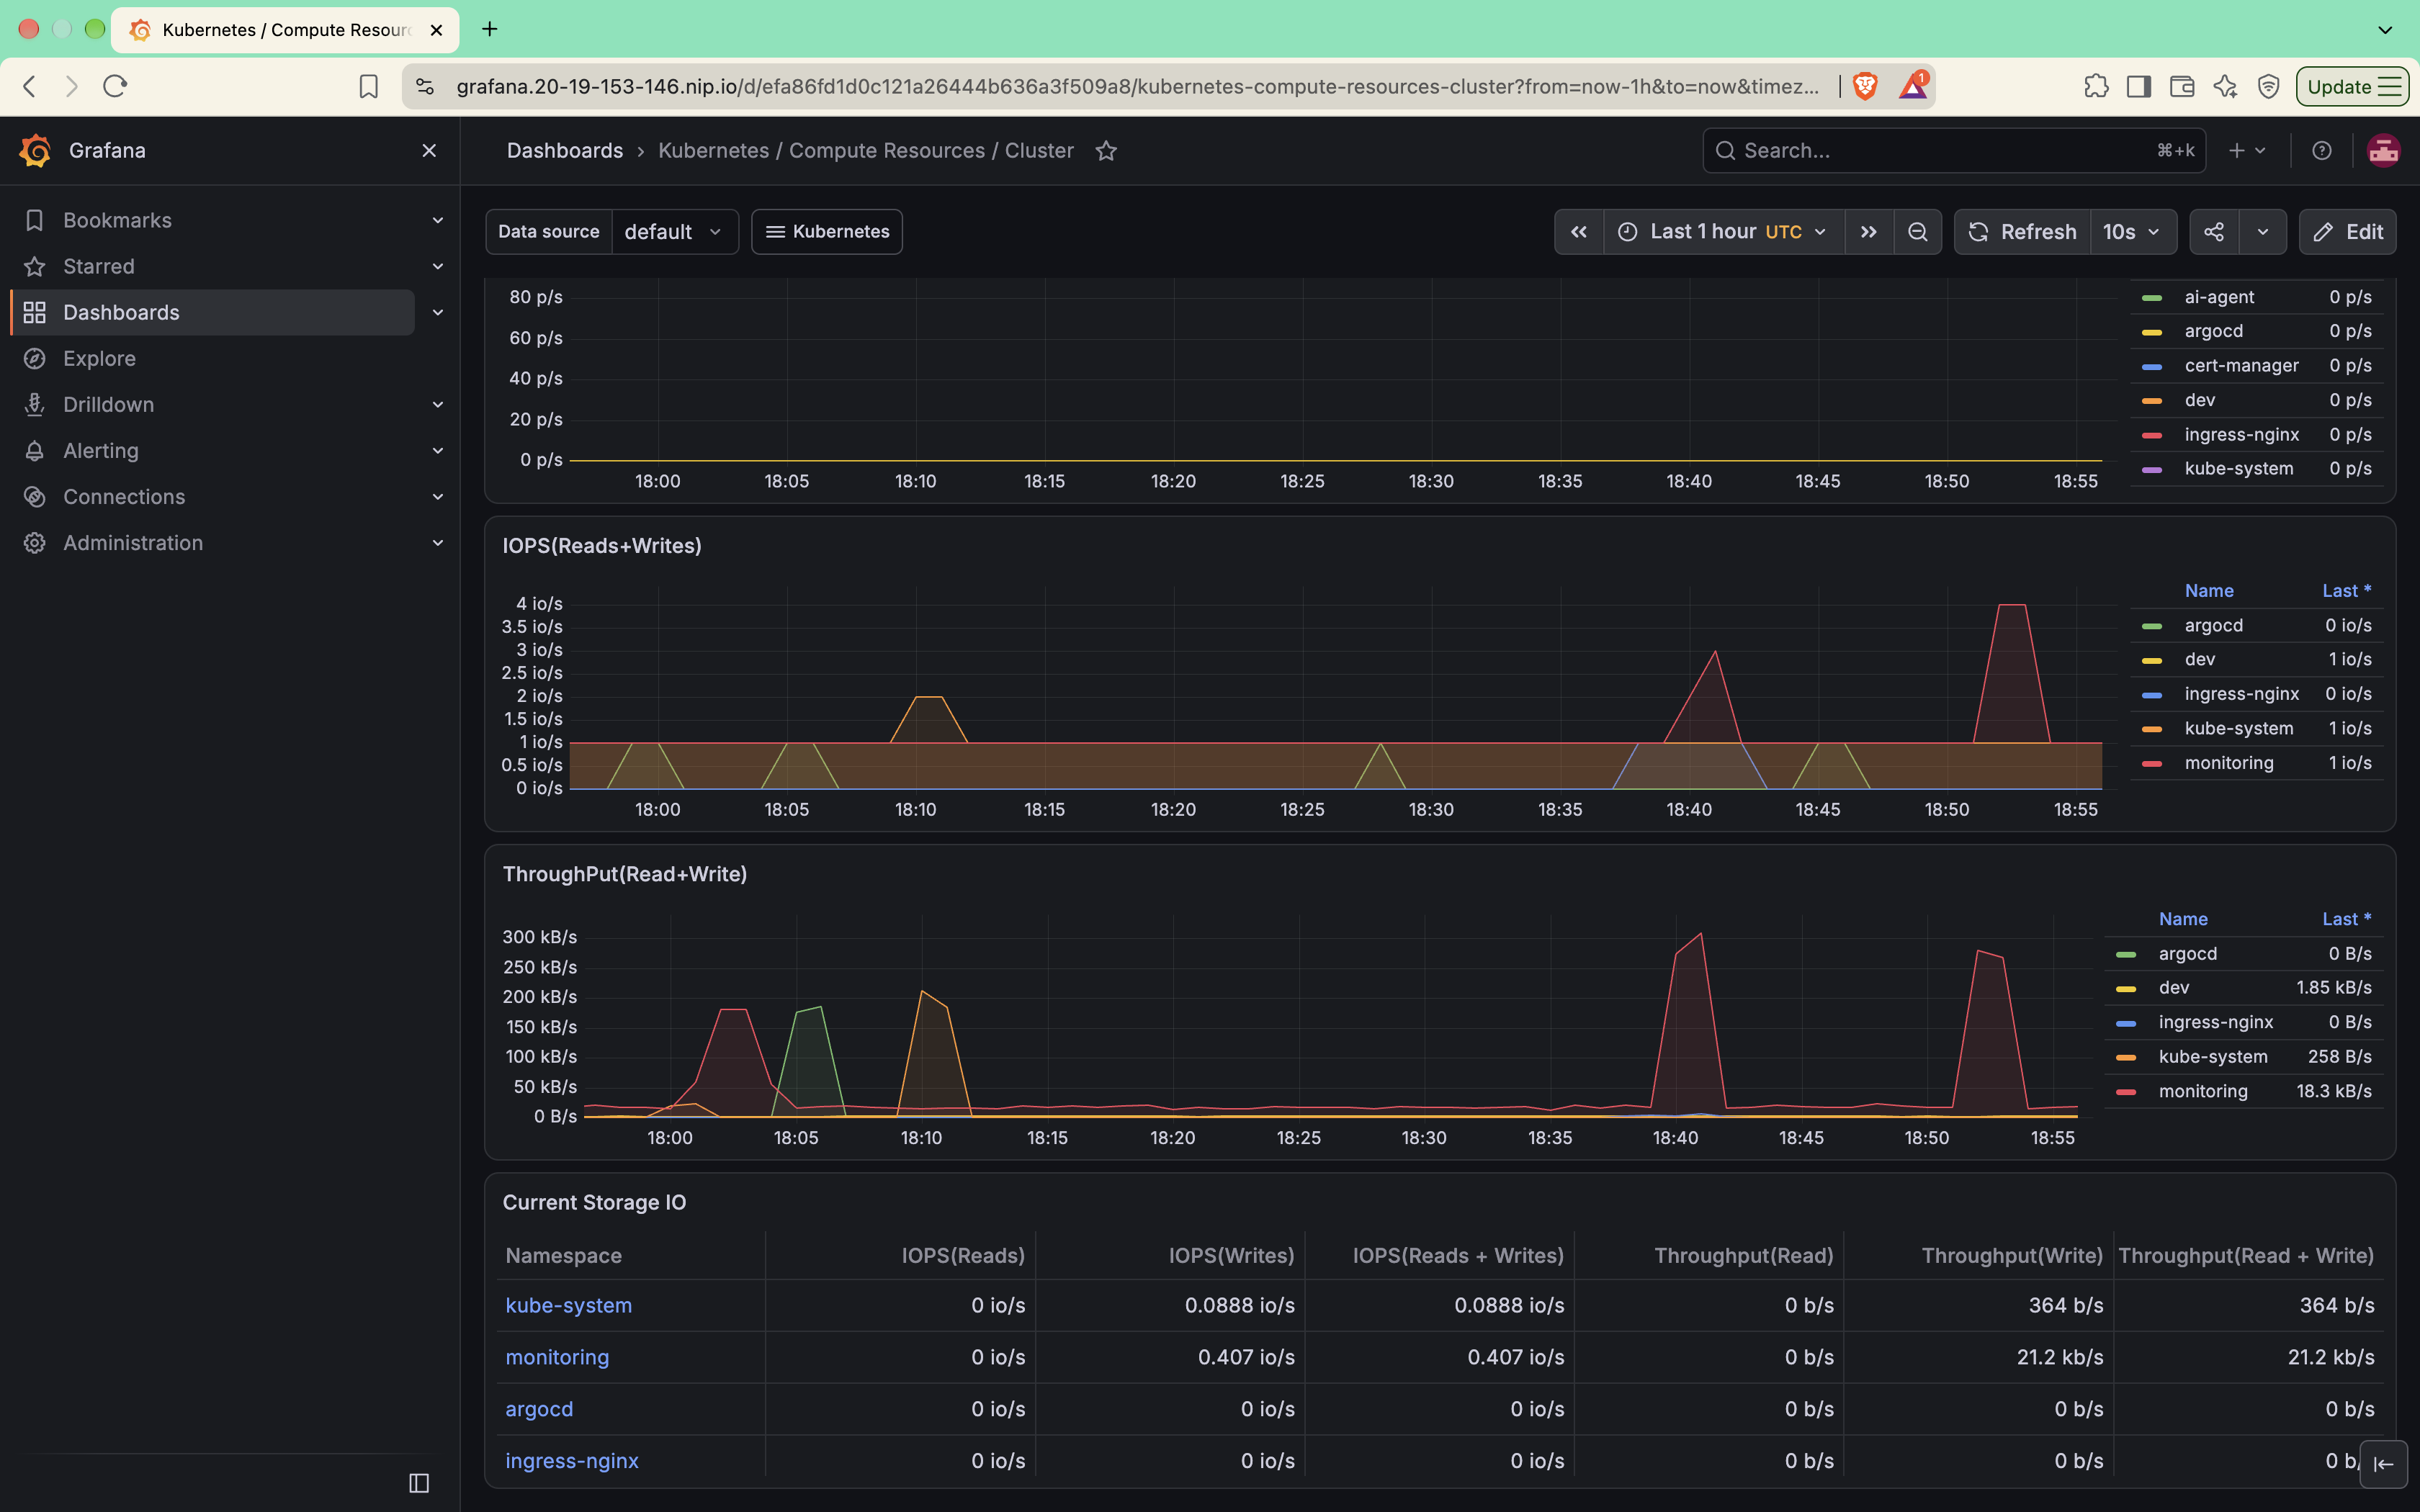 Kubernetes / Compute Resour
grafana.20-19-153-146.nip.io/d/efa86fd1d0c121a26444b636a3f509a8/kubernetes-compute-resources-cluster?from=now-1h&to=now&timez...
1
Update
Grafana
Dashboards › Kubernetes / Compute Resources / Cluster
Search...
⌘+k
Bookmarks
Starred
Dashboards
Explore
Drilldown
Alerting
Connections
Administration
Data source default
Kubernetes
Last 1 hour UTC
Refresh 10s
Edit
80 p/s
60 p/s
40 p/s
20 p/s
0 p/s
18:00 18:05 18:10 18:15 18:20 18:25 18:30 18:35 18:40 18:45 18:50 18:55
ai-agent 0 p/s
argocd 0 p/s
cert-manager 0 p/s
dev 0 p/s
ingress-nginx 0 p/s
kube-system 0 p/s
IOPS(Reads+Writes)
4 io/s
3.5 io/s
3 io/s
2.5 io/s
2 io/s
1.5 io/s
1 io/s
0.5 io/s
0 io/s
18:00 18:05 18:10 18:15 18:20 18:25 18:30 18:35 18:40 18:45 18:50 18:55
Name Last *
argocd 0 io/s
dev 1 io/s
ingress-nginx 0 io/s
kube-system 1 io/s
monitoring 1 io/s
ThroughPut(Read+Write)
300 kB/s
250 kB/s
200 kB/s
150 kB/s
100 kB/s
50 kB/s
0 B/s
18:00 18:05 18:10 18:15 18:20 18:25 18:30 18:35 18:40 18:45 18:50 18:55
Name Last *
argocd 0 B/s
dev 1.85 kB/s
ingress-nginx 0 B/s
kube-system 258 B/s
monitoring 18.3 kB/s
Current Storage IO
Namespace IOPS(Reads) IOPS(Writes) IOPS(Reads + Writes) Throughput(Read) Throughput(Write) Throughput(Read + Write)
kube-system 0 io/s 0.0888 io/s 0.0888 io/s 0 b/s 364 b/s 364 b/s
monitoring 0 io/s 0.407 io/s 0.407 io/s 0 b/s 21.2 kb/s 21.2 kb/s
argocd 0 io/s 0 io/s 0 io/s 0 b/s 0 b/s 0 b/s
ingress-nginx 0 io/s 0 io/s 0 io/s 0 b/s 0 b/s 0 b/